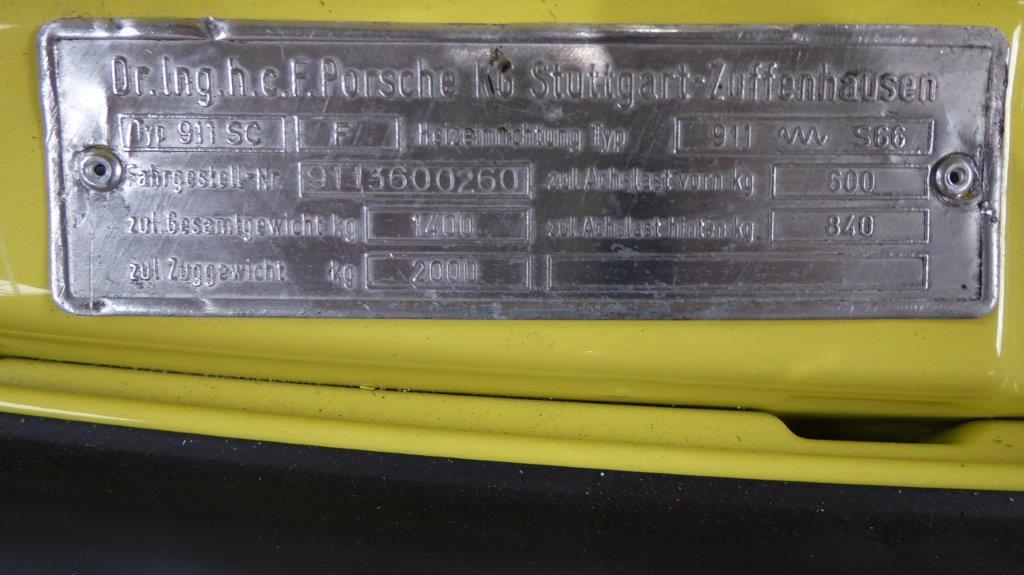 Dr.Ing.h.c.F.Porsche KG Stuttgart-Zuffenhausen
Typ 911 SC F Heizeinrichtung Typ 911 S66
Fahrgestell-Nr. 9113600260 zul. Achslast vorn kg 600
zul. Gesamtgewicht kg 1400 zul. Achslast hinten kg. 840
zul. Zuggewicht kg 2000